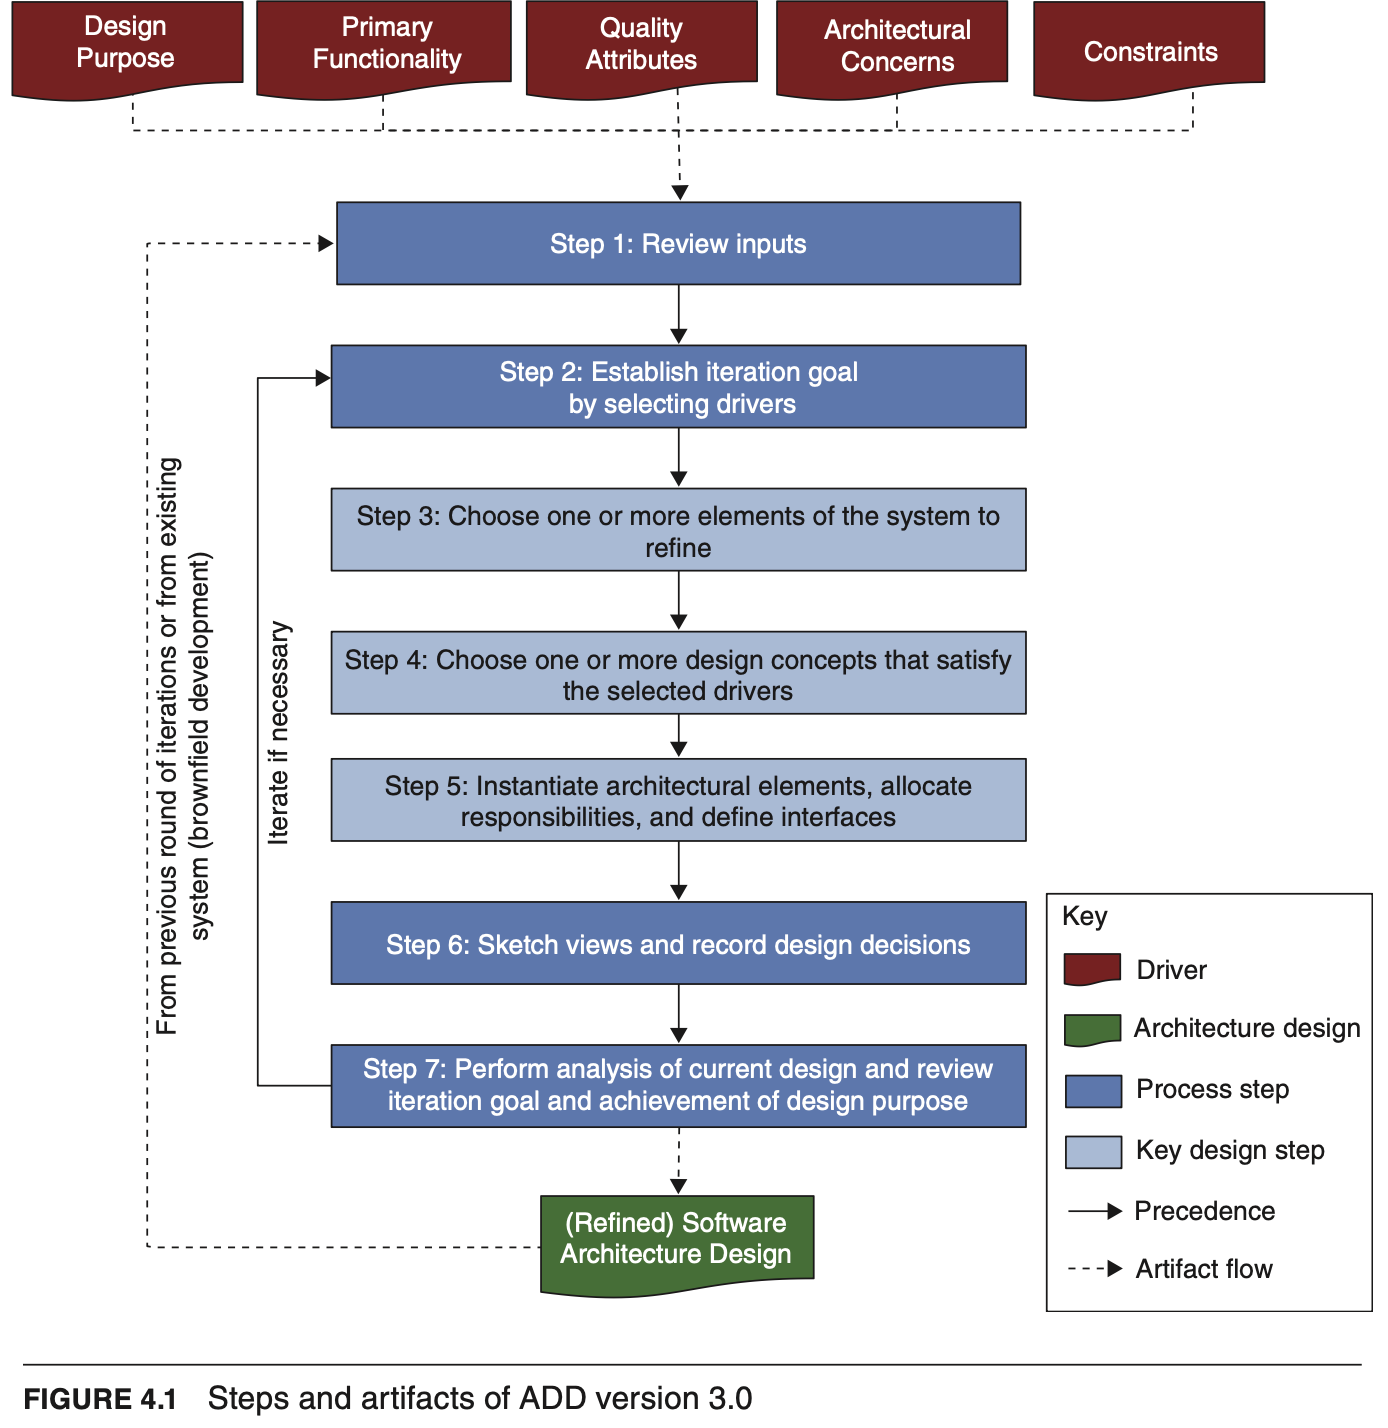 Design
Purpose
Primary
Functionality
Quality
Attributes
Architectural
Concerns
Constraints
Step 1: Review inputs
Step 2: Establish iteration goal
by selecting drivers
Step 3: Choose one or more elements of the system to
refine
Step 4: Choose one or more design concepts that satisfy
the selected drivers
Step 5: Instantiate architectural elements, allocate
responsibilities, and define interfaces
Step 6: Sketch views and record design decisions
Step 7: Perform analysis of current design and review
iteration goal and achievement of design purpose
(Refined) Software
Architecture Design
From previous round of iterations or from existing
system (brownfield development)
Iterate if necessary
Key
Driver
Architecture design
Process step
Key design step
Precedence
Artifact flow
FIGURE 4.1 Steps and artifacts of ADD version 3.0